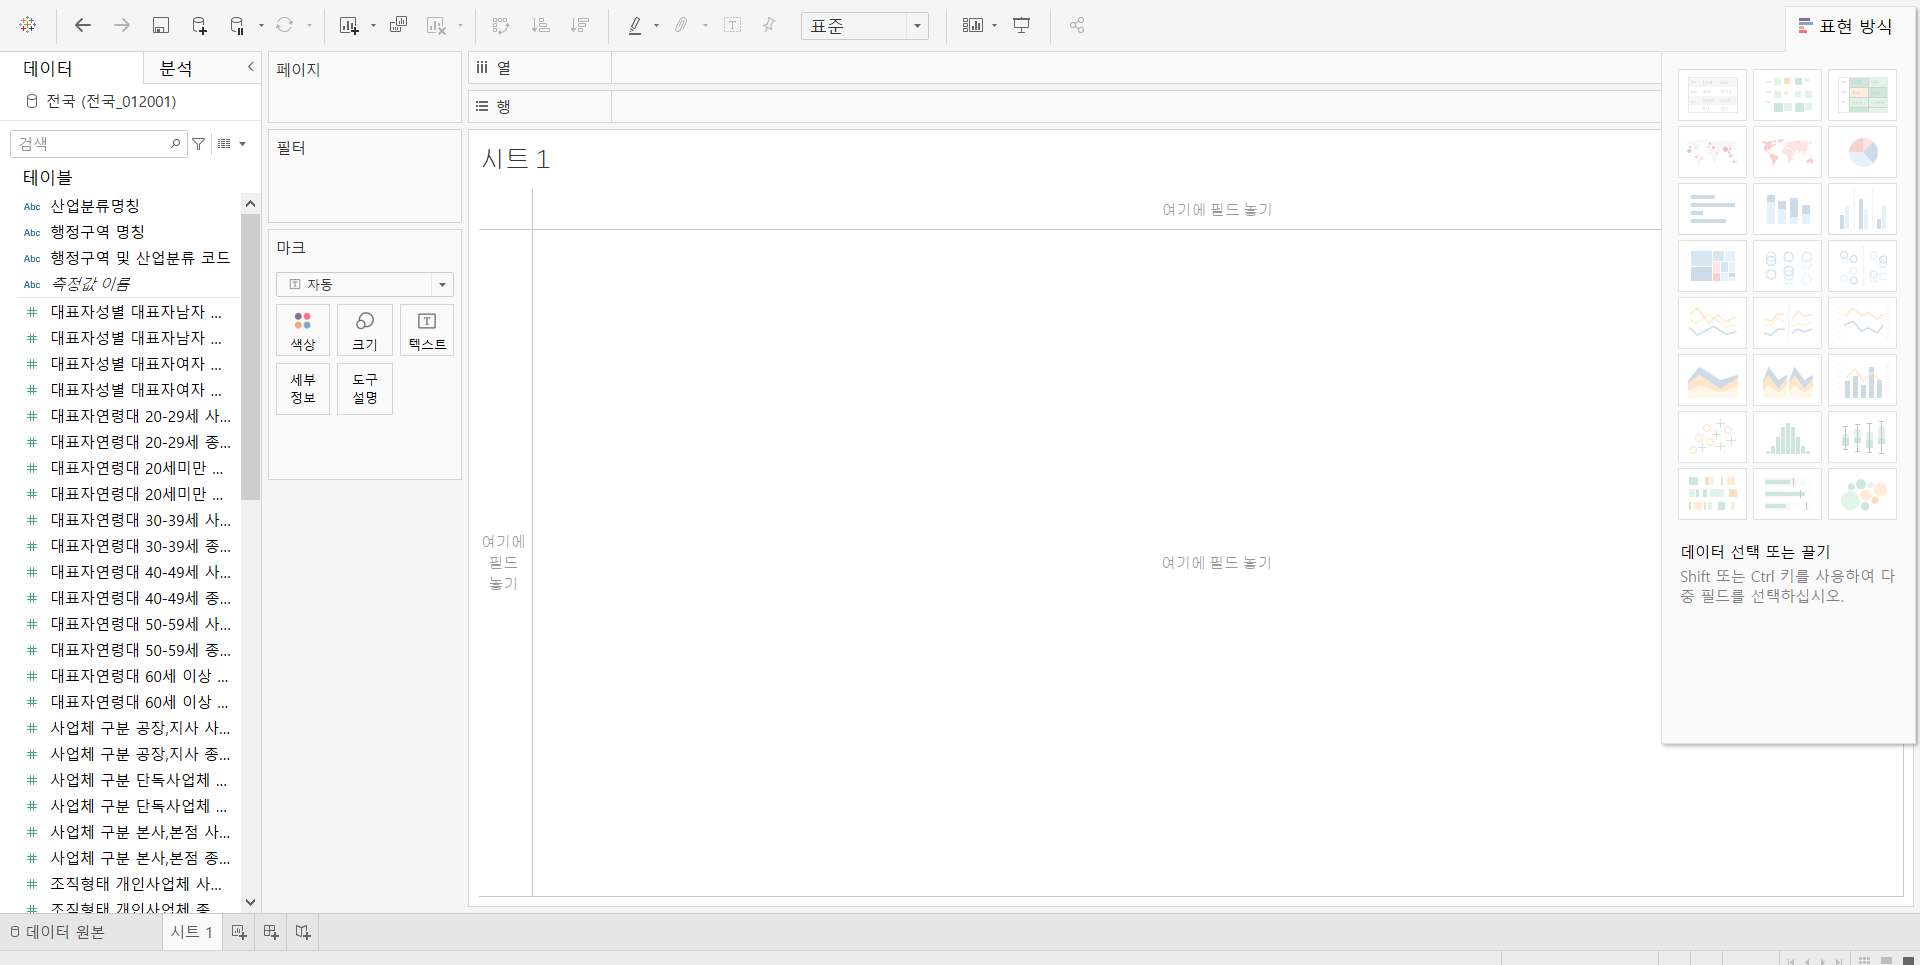 표준
표현 방식
데이터
분석
전국 (전국_012001)
검색
테이블
Abc 산업분류명칭
Abc 행정구역 명칭
Abc 행정구역 및 산업분류 코드
Abc 측정값 이름
# 대표자성별 대표자남자 ...
# 대표자성별 대표자남자 ...
# 대표자성별 대표자여자 ...
# 대표자성별 대표자여자 ...
# 대표자연령대 20-29세 사...
# 대표자연령대 20-29세 종...
# 대표자연령대 20세미만 ...
# 대표자연령대 20세미만 ...
# 대표자연령대 30-39세 사...
# 대표자연령대 30-39세 종...
# 대표자연령대 40-49세 사...
# 대표자연령대 40-49세 종...
# 대표자연령대 50-59세 사...
# 대표자연령대 50-59세 종...
# 대표자연령대 60세 이상 ...
# 대표자연령대 60세 이상 ...
# 사업체 구분 공장,지사 사...
# 사업체 구분 공장,지사 종...
# 사업체 구분 단독사업체 ...
# 사업체 구분 단독사업체 ...
# 사업체 구분 본사,본점 사...
# 사업체 구분 본사,본점 종...
# 조직형태 개인사업체 사...
# 조직형태 개인사업체 종
페이지
필터
마크
자동
색상
크기
텍스트
세부
정보
도구
설명
열
행
시트 1
여기에 필드 놓기
여기에
필드
놓기
여기에 필드 놓기
데이터 선택 또는 끌기
Shift 또는 Ctrl 키를 사용하여 다
중 필드를 선택하십시오.
데이터 원본
시트 1